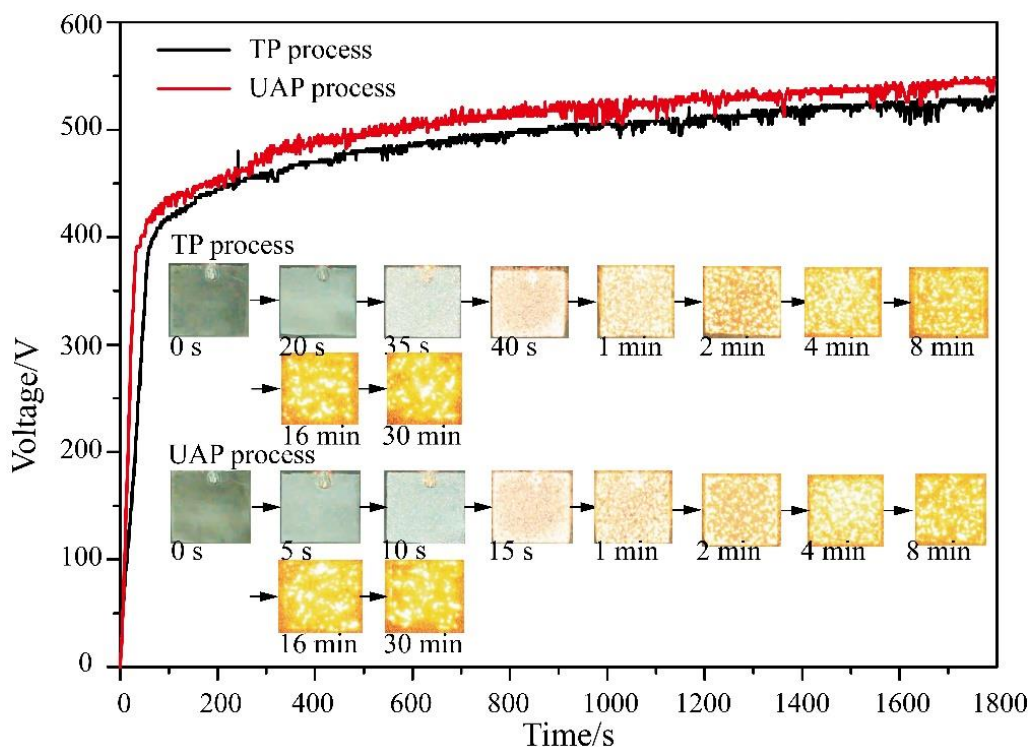 600
500
400
300
200
100
0
Voltage/V
TP process
UAP process
TP process
0 s
20 s
35 s
40 s
1 min
2 min
4 min
8 min
16 min
30 min
UAP process
0 s
5 s
10 s
15 s
1 min
2 min
4 min
8 min
16 min
30 min
0
200
400
600
800
1000
1200
1400
1600
1800
Time/s